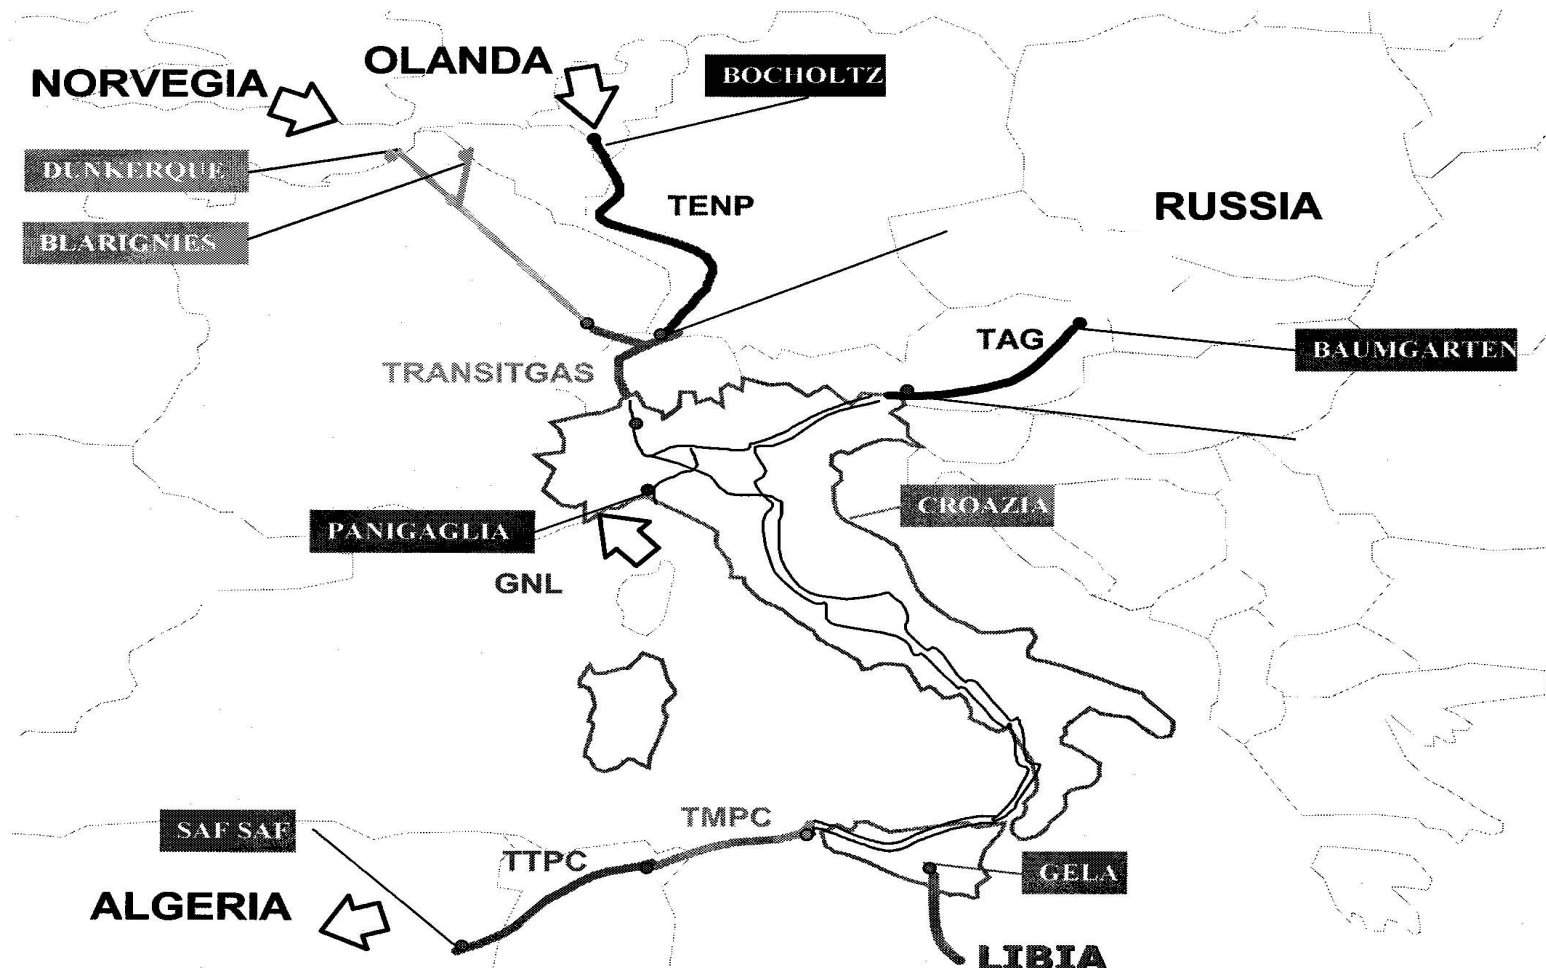 OLANDA
NORVEGIA
BOCHOLTZ
DUNKERQUE
TENP
RUSSIA
BLARIGNIES
TAG
BAUMGARTEN
TRANSITGAS
CROAZIA
PANIGAGLIA
GNL
TMPC
SAF SAF
TTPC
GELA
ALGERIA
LIBIA